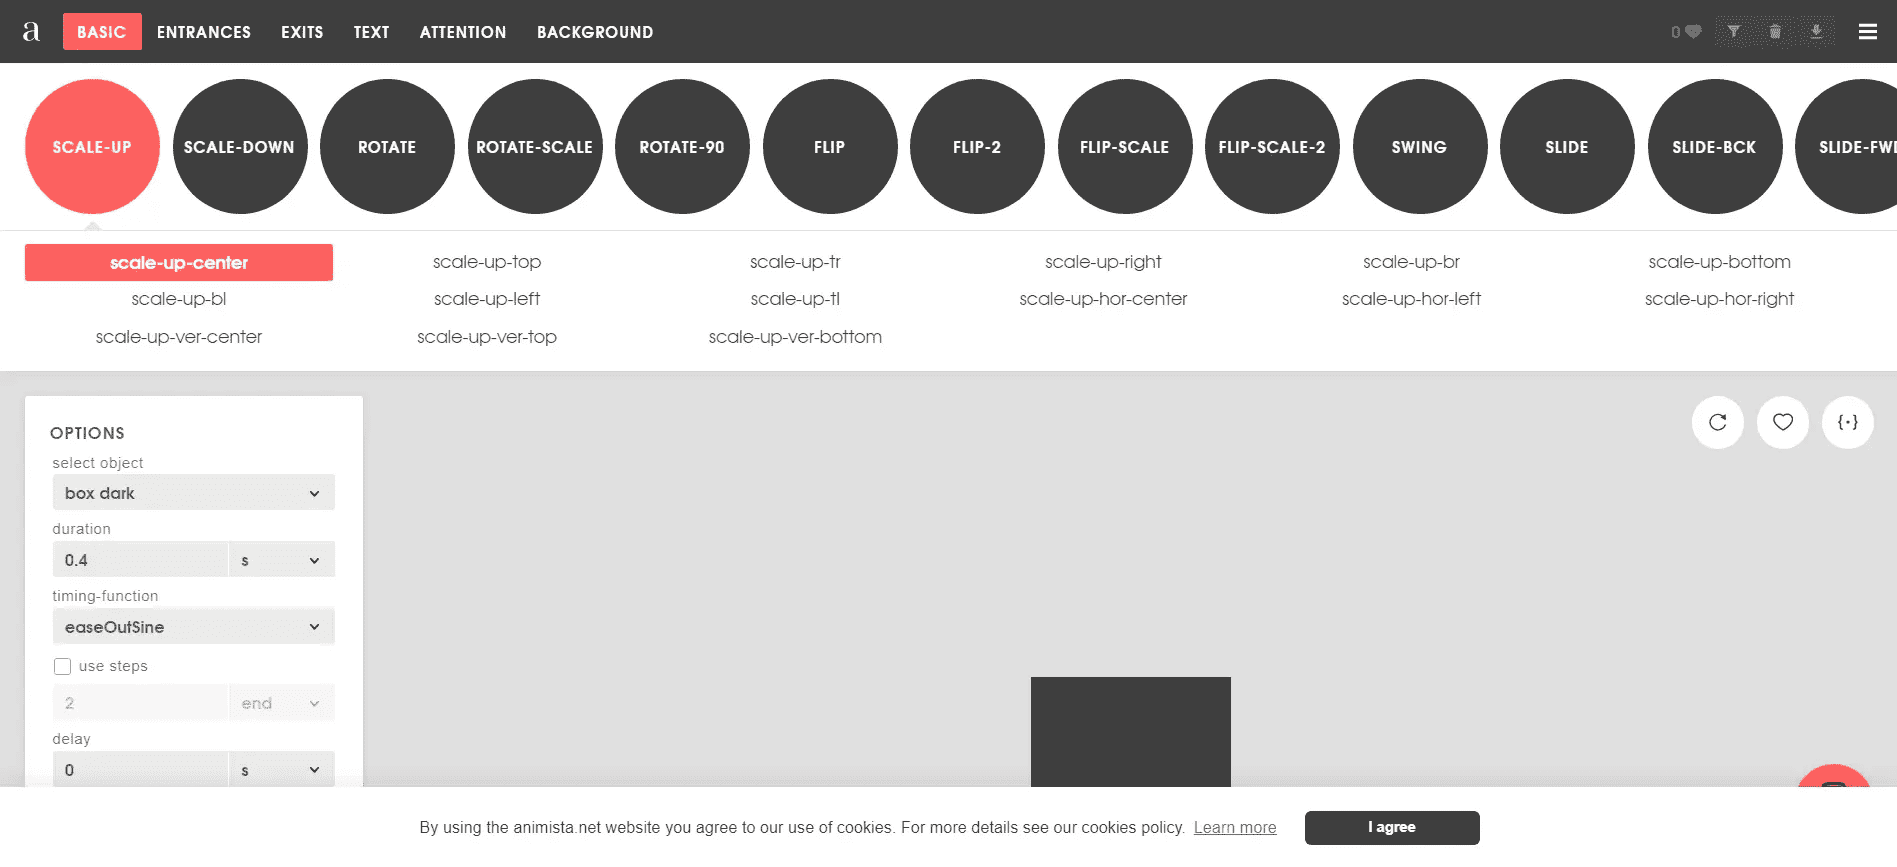 a BASIC ENTRANCES EXITS TEXT ATTENTION BACKGROUND 0
SCALE-UP SCALE-DOWN ROTATE ROTATE-SCALE ROTATE-90 FLIP FLIP-2 FLIP-SCALE FLIP-SCALE-2 SWING SLIDE SLIDE-BCK SLIDE-FW
scale-up-center scale-up-top scale-up-tr scale-up-right scale-up-br scale-up-bottom
scale-up-bl scale-up-left scale-up-tl scale-up-hor-center scale-up-hor-left scale-up-hor-right
scale-up-ver-center scale-up-ver-top scale-up-ver-bottom
{·}
OPTIONS
select object
box dark
duration
0.4 s
timing-function
easeOutSine
use steps
2 end
delay
0 s
By using the animista.net website you agree to our use of cookies. For more details see our cookies policy. Learn more I agree